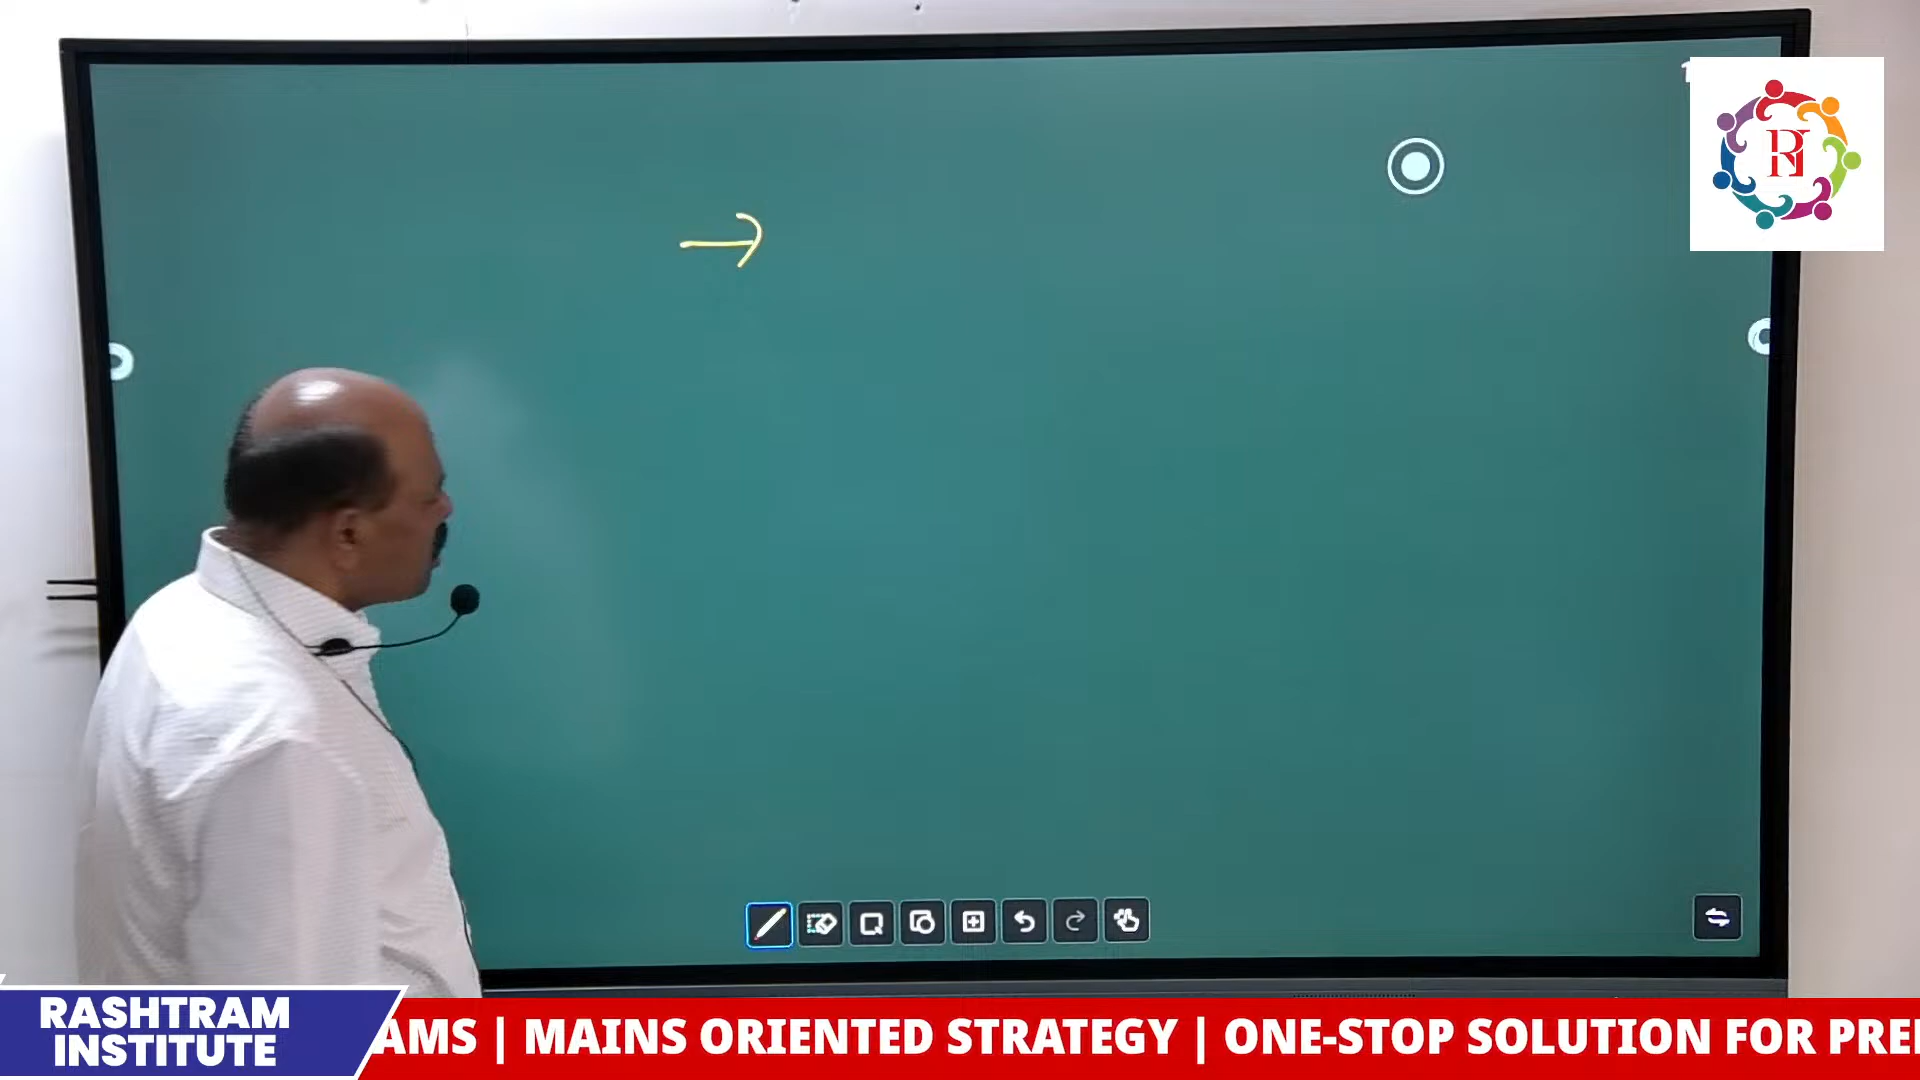 →
RI
RASHTRAM
INSTITUTE
AMS | MAINS ORIENTED STRATEGY | ONE-STOP SOLUTION FOR PRE